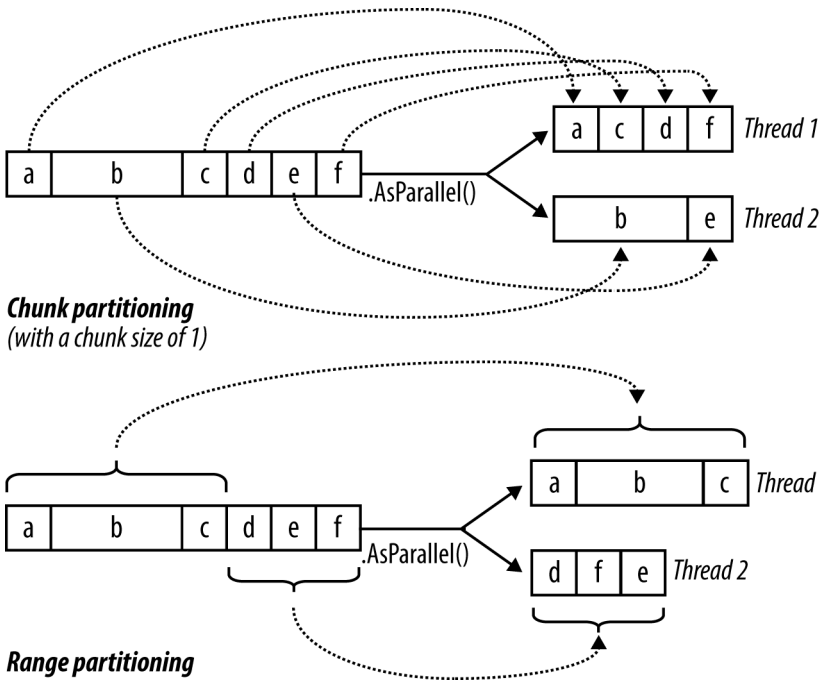 a c d f Thread 1
a b c d e f
.AsParallel()
b e Thread 2
Chunk partitioning
(with a chunk size of 1)
a b c Thread
a b c d e f
.AsParallel()
d f e Thread 2
Range partitioning